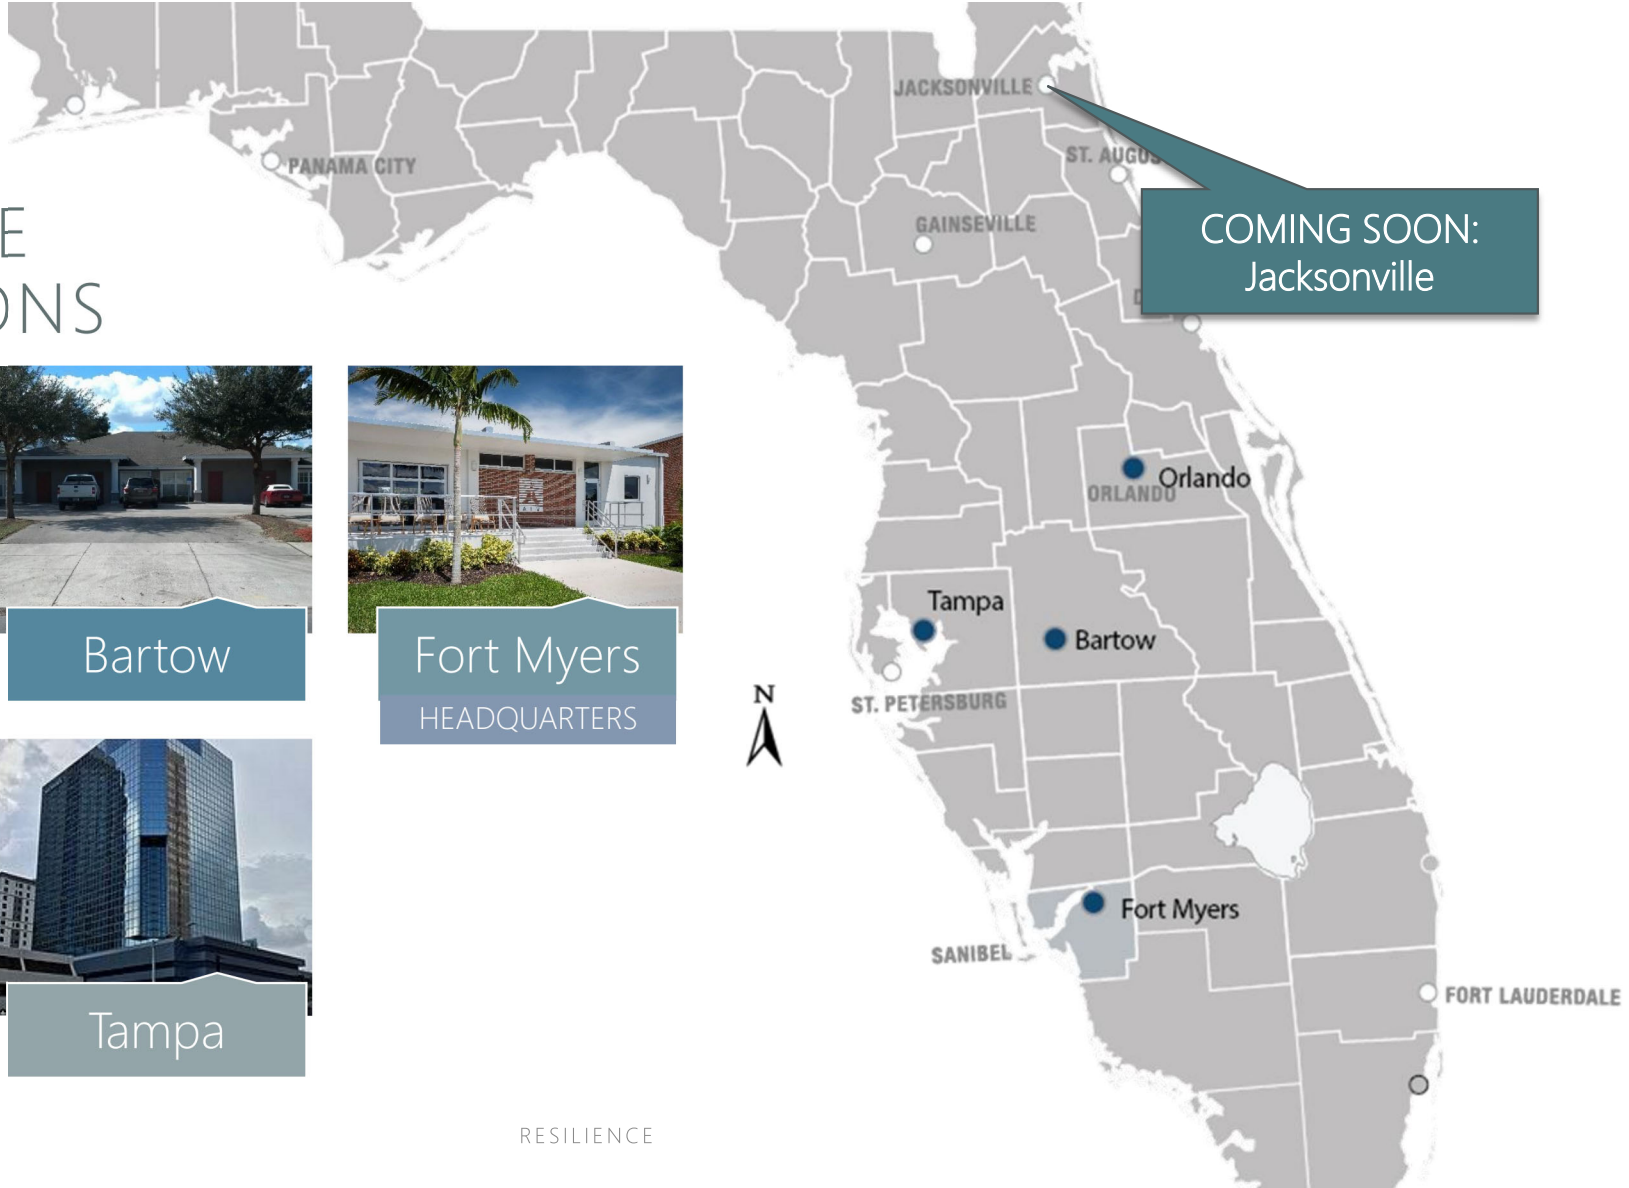 E
ONS
Bartow
Fort Myers
HEADQUARTERS
Tampa
RESILIENCE
N
JACKSONVILLE
PANAMA CITY
ST. AUGUS
GAINSEVILLE
COMING SOON:
Jacksonville
D
Orlando
ORLANDO
Tampa
Bartow
ST. PETERSBURG
Fort Myers
SANIBEL
FORT LAUDERDALE